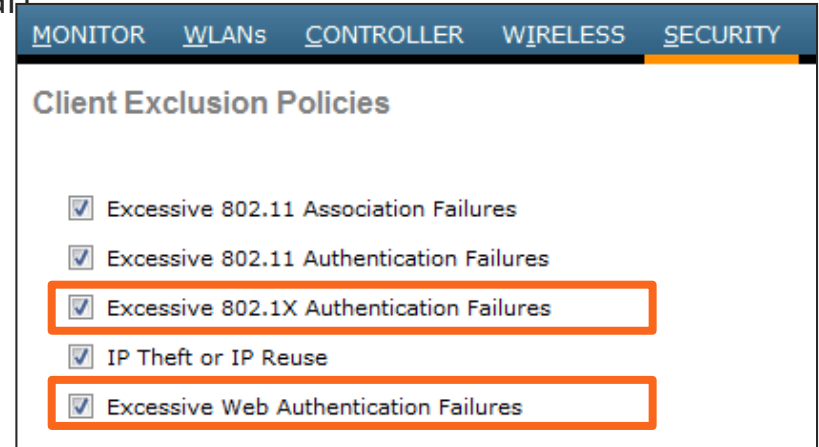 MONITOR WLANs CONTROLLER WIRELESS SECURITY
Client Exclusion Policies
Excessive 802.11 Association Failures
Excessive 802.11 Authentication Failures
Excessive 802.1X Authentication Failures
IP Theft or IP Reuse
Excessive Web Authentication Failures